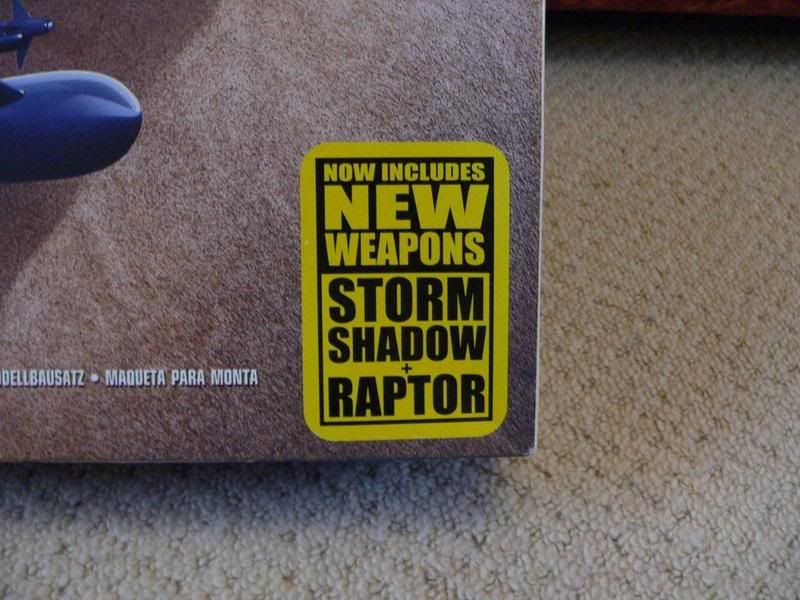 NOW INCLUDES
NEW
WEAPONS
STORM
SHADOW
+
RAPTOR
DELLBAUSATZ • MAQUETA PARA MONTA